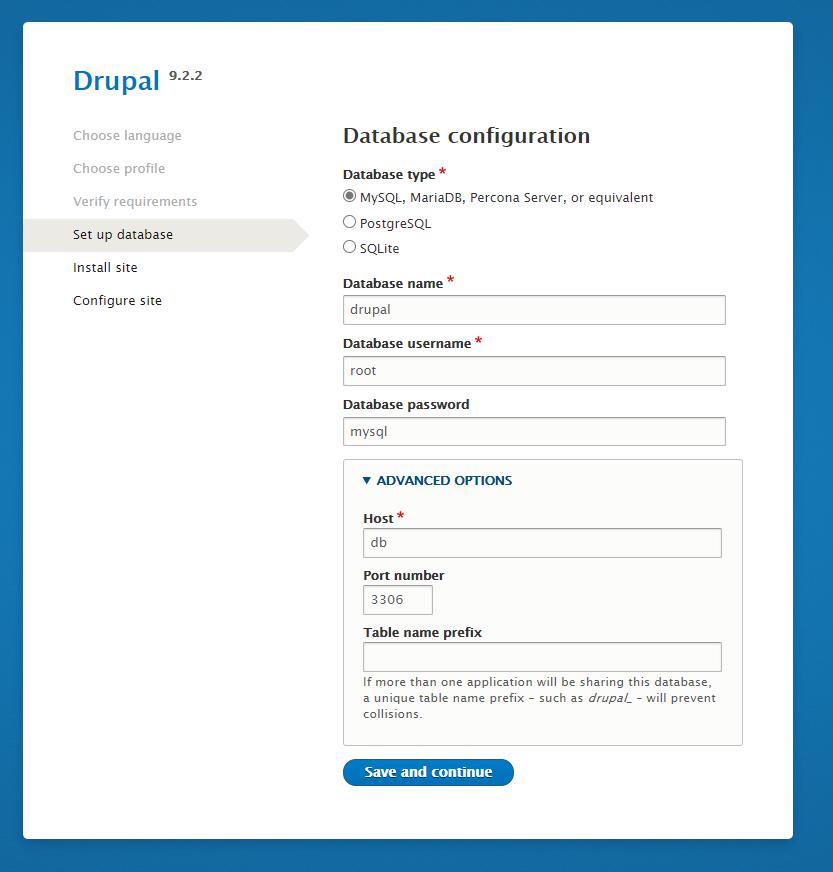 Drupal 9.2.2
Choose language
Choose profile
Verify requirements
Set up database
Install site
Configure site
Database configuration
Database type *
MySQL, MariaDB, Percona Server, or equivalent
PostgreSQL
SQLite
Database name *
drupal
Database username *
root
Database password
mysql
▼ ADVANCED OPTIONS
Host *
db
Port number
3306
Table name prefix
If more than one application will be sharing this database,
a unique table name prefix – such as drupal_ – will prevent
collisions.
Save and continue